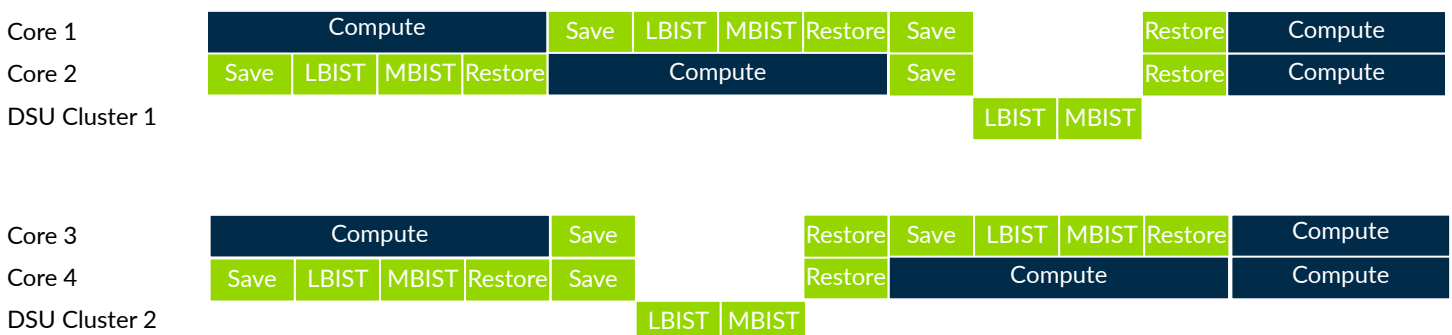 Core 1 Compute Save LBIST MBIST Restore Save Restore Compute
Core 2 Save LBIST MBIST Restore Compute Save Restore Compute
DSU Cluster 1 LBIST MBIST
Core 3 Compute Save Restore Save LBIST MBIST Restore Compute
Core 4 Save LBIST MBIST Restore Save Restore Compute Compute
DSU Cluster 2 LBIST MBIST